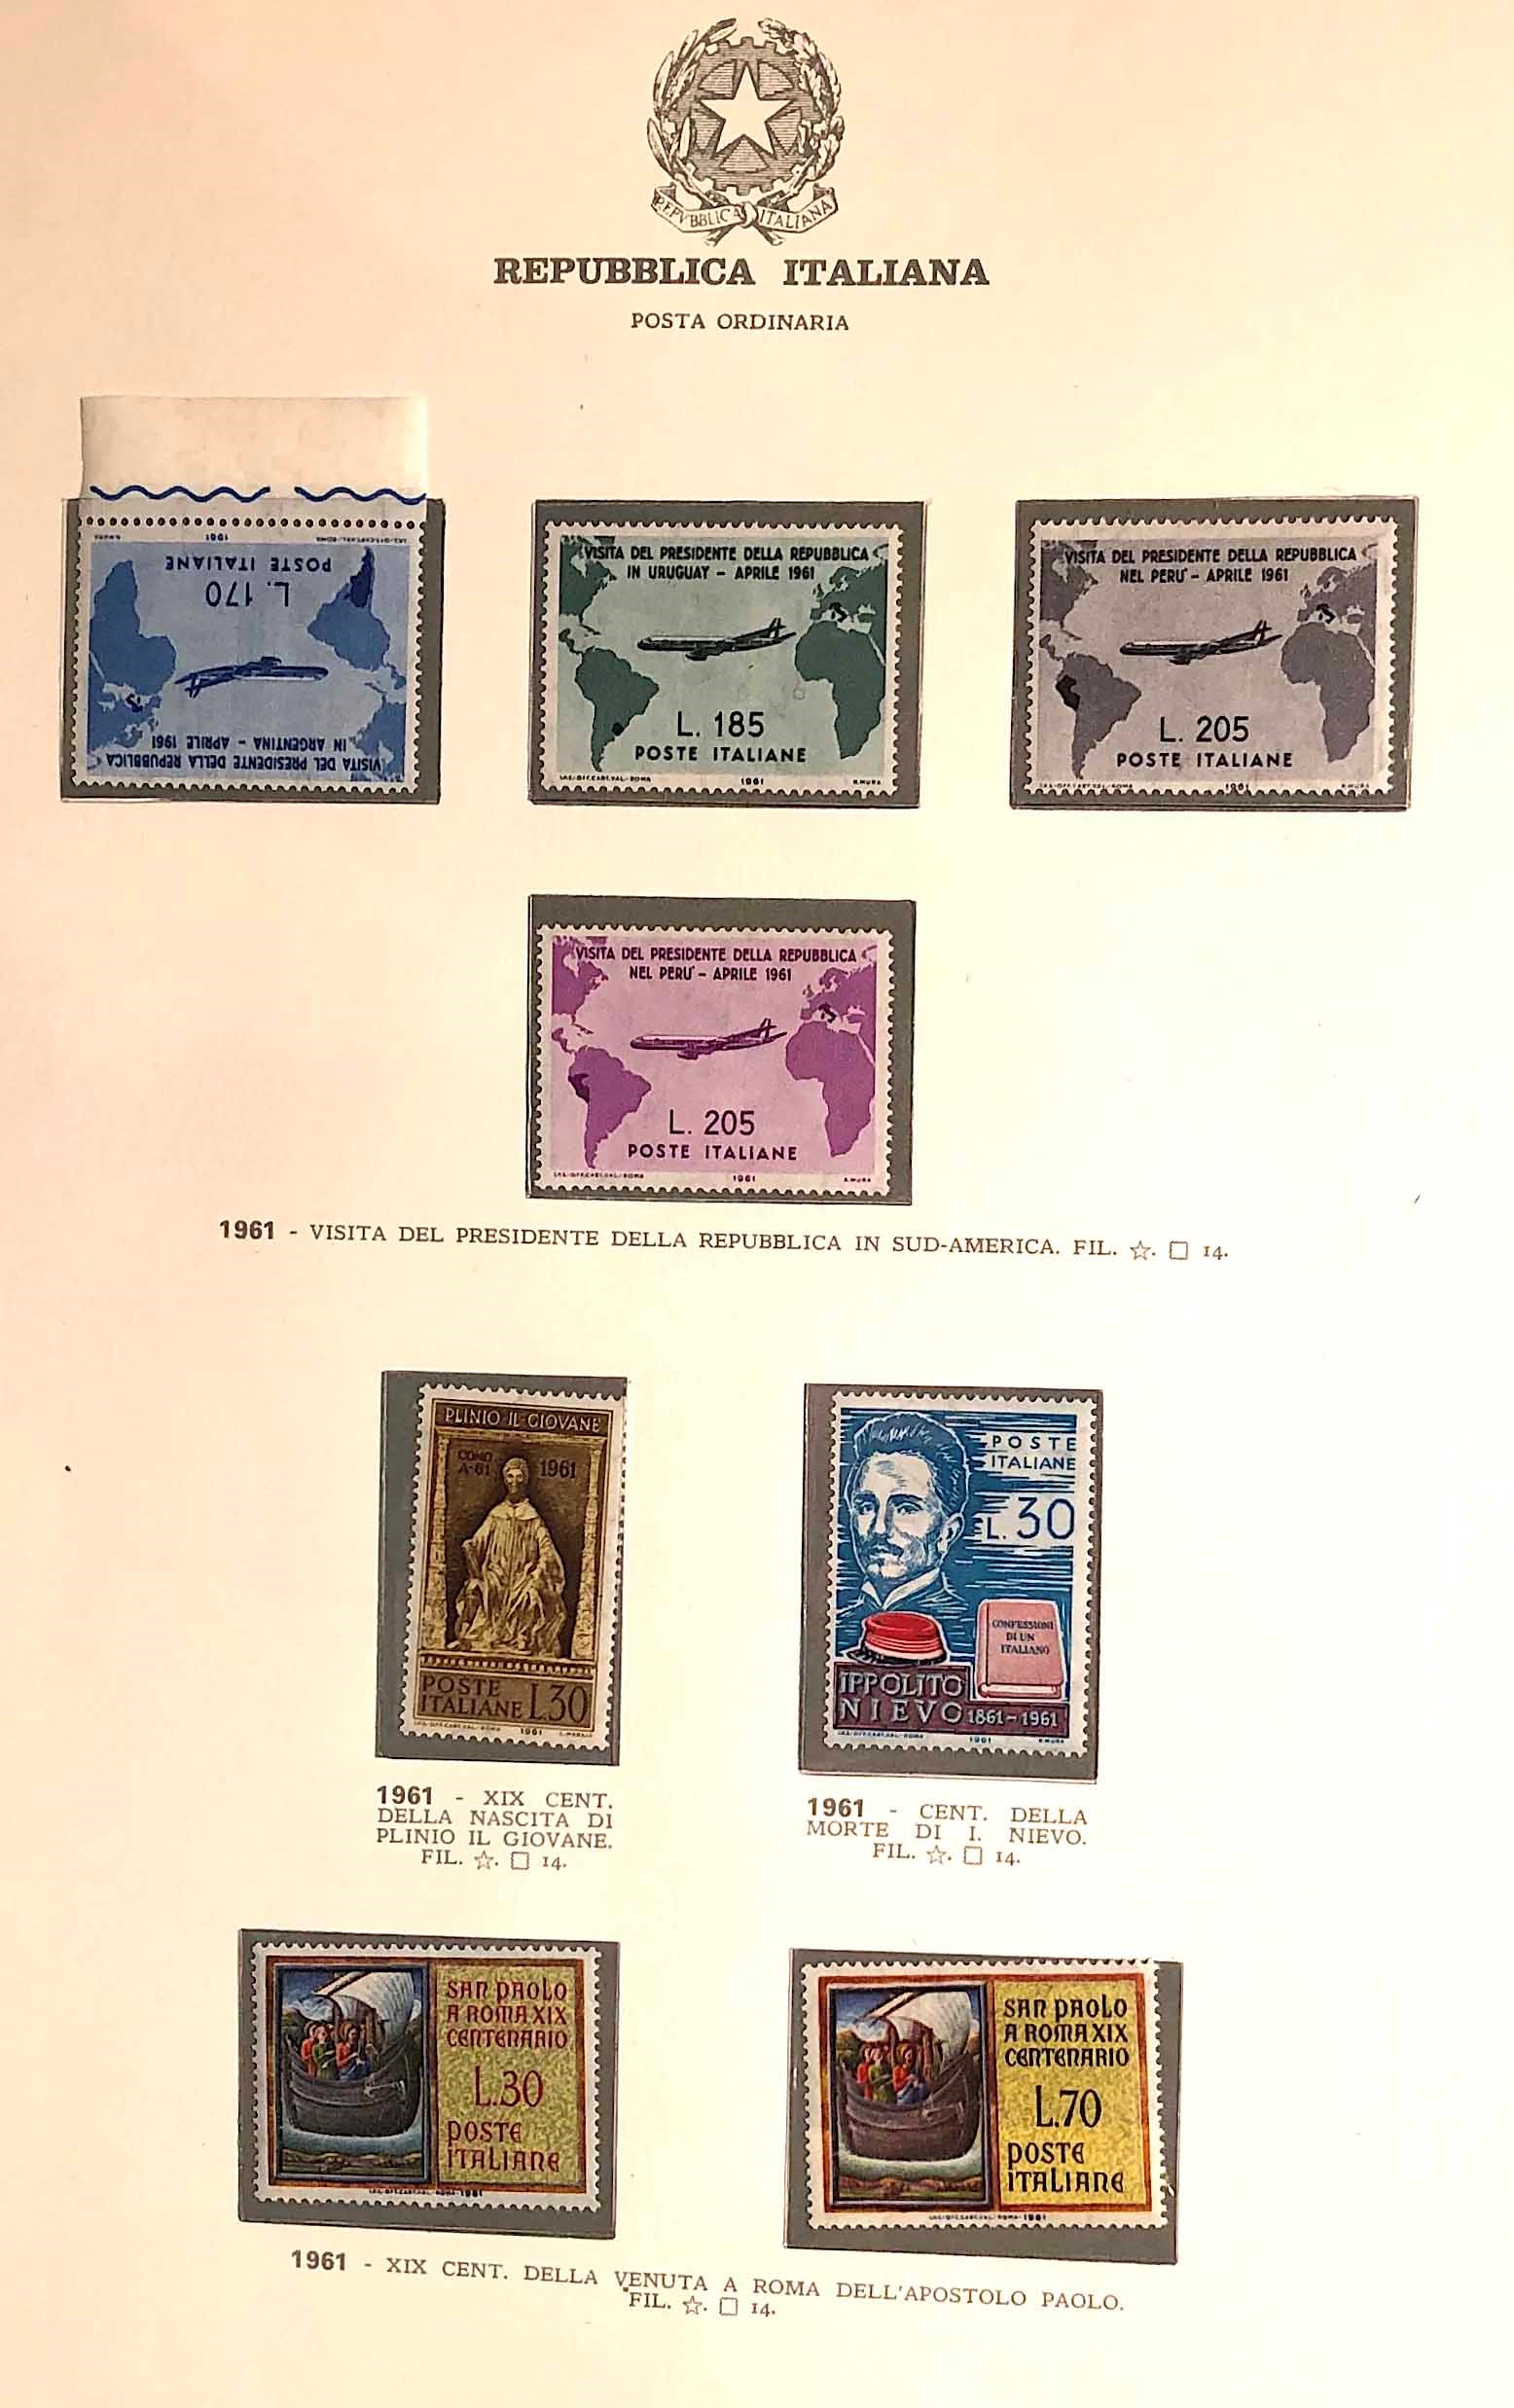 REPVBBLICA ITALIANA
REPUBBLICA ITALIANA
POSTA ORDINARIA
VISITA DEL PRESIDENTE DELLA REPUBBLICA
IN ARGENTINA - APRILE 1961
L. 170
POSTE ITALIANE
1961
VISITA DEL PRESIDENTE DELLA REPUBBLICA
IN URUGUAY - APRILE 1961
L. 185
POSTE ITALIANE
1961
VISITA DEL PRESIDENTE DELLA REPUBBLICA
NEL PERU' - APRILE 1961
L. 205
POSTE ITALIANE
1961
VISITA DEL PRESIDENTE DELLA REPUBBLICA
NEL PERU' - APRILE 1961
L. 205
POSTE ITALIANE
1961
1961 - VISITA DEL PRESIDENTE DELLA REPUBBLICA IN SUD-AMERICA. FIL. ☆. □ 14.
PLINIO IL GIOVANE
COMO
A·61 1961
POSTE
ITALIANE L30
1961
POSTE
ITALIANE
L.30
CONFESSIONI
DI UN
ITALIANO
IPPOLITO
NIEVO 1861-1961
1961
1961 - XIX CENT.
DELLA NASCITA DI
PLINIO IL GIOVANE.
FIL. ☆. □ 14.
1961 - CENT. DELLA
MORTE DI I. NIEVO.
FIL. ☆. □ 14.
SAN PAOLO
A ROMA XIX
CENTENARIO
L.30
POSTE
ITALIANE
1961
SAN PAOLO
A ROMA XIX
CENTENARIO
L.70
POSTE
ITALIANE
1961
1961 - XIX CENT. DELLA VENUTA A ROMA DELL'APOSTOLO PAOLO.
FIL. ☆. □ 14.